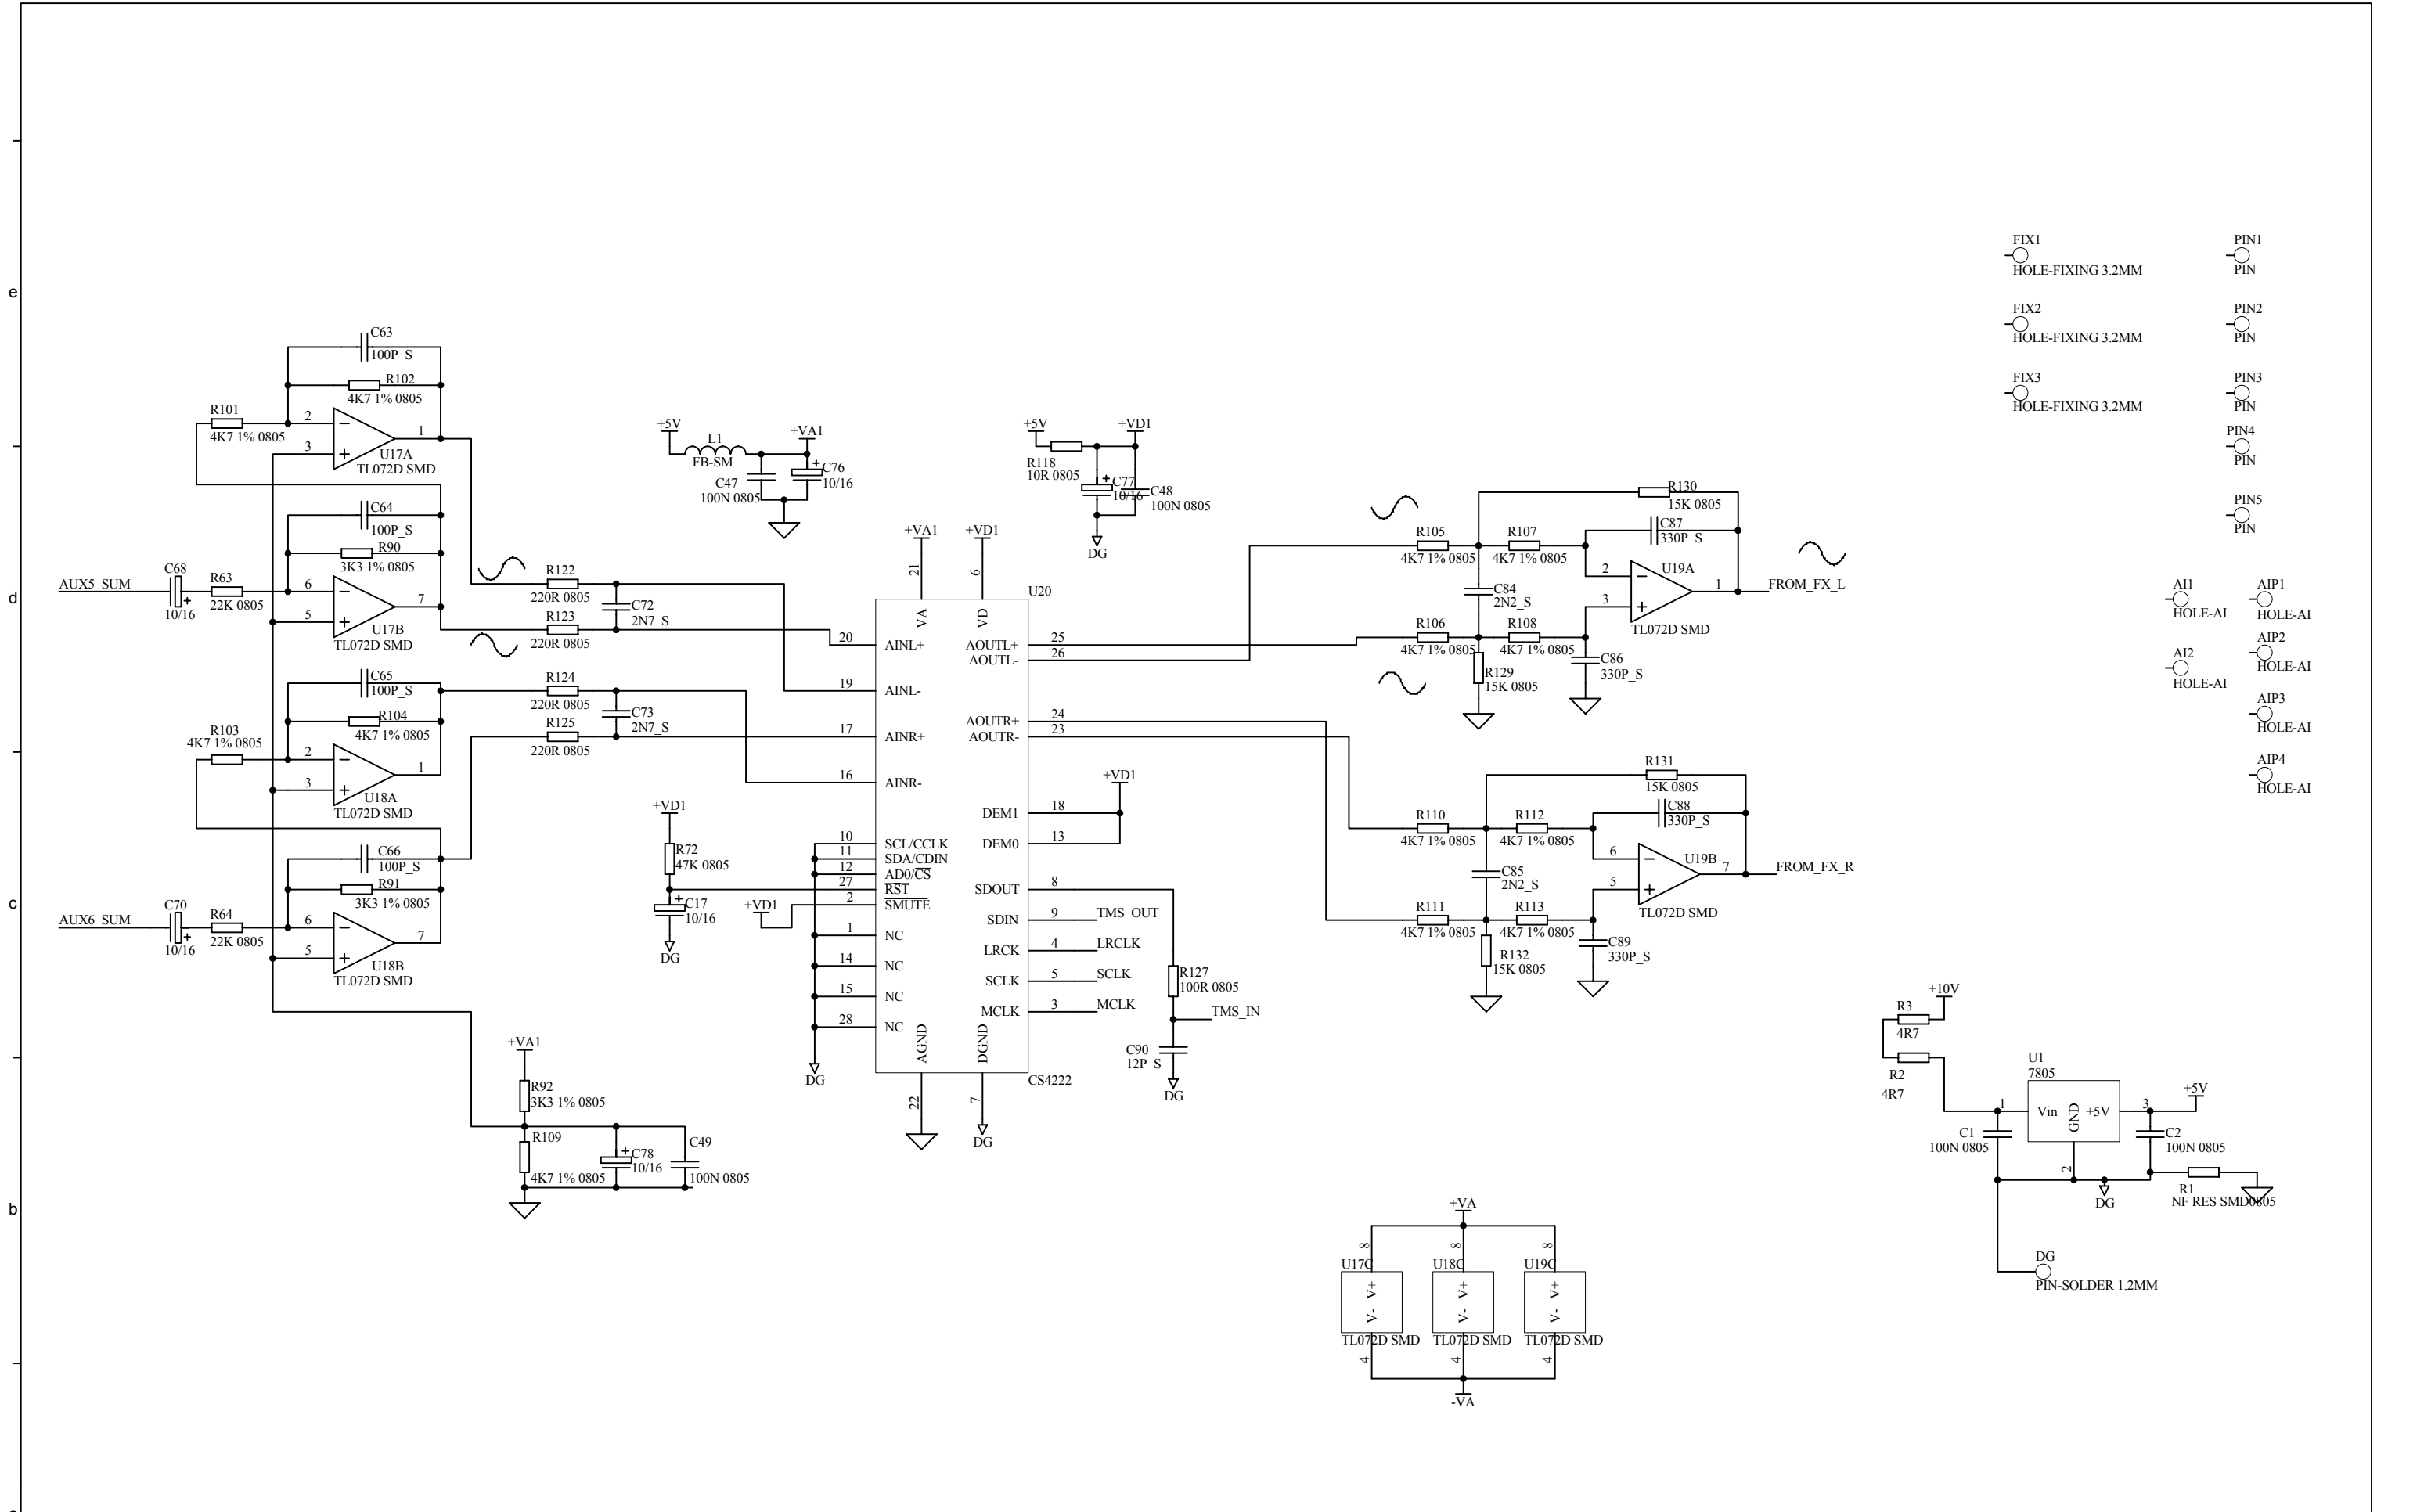 e
d
c
b
FIX1
HOLE-FIXING 3.2MM
FIX2
HOLE-FIXING 3.2MM
FIX3
HOLE-FIXING 3.2MM
PIN1
PIN
PIN2
PIN
PIN3
PIN
PIN4
PIN
PIN5
PIN
AI1
HOLE-AI
AI2
HOLE-AI
AIP1
HOLE-AI
AIP2
HOLE-AI
AIP3
HOLE-AI
AIP4
HOLE-AI
C63
100P_S
R102
4K7 1% 0805
R101
4K7 1% 0805
2
3
1
U17A
TL072D SMD
C64
100P_S
R90
3K3 1% 0805
AUX5_SUM
C68
10/16
R63
22K 0805
6
5
7
U17B
TL072D SMD
C65
100P_S
R104
4K7 1% 0805
R103
4K7 1% 0805
2
3
1
U18A
TL072D SMD
C66
100P_S
R91
3K3 1% 0805
AUX6_SUM
C70
10/16
R64
22K 0805
6
5
7
U18B
TL072D SMD
R122
220R 0805
R123
220R 0805
C72
2N7_S
R124
220R 0805
R125
220R 0805
C73
2N7_S
+5V
L1
FB-SM
+VA1
C47
100N 0805
+
C76
10/16
+5V
+VD1
R118
10R 0805
+
C77
10/16
C48
100N 0805
DG
+VA1
+VD1
21
6
VA
VD
U20
20
AINL+
19
AINL-
17
AINR+
16
AINR-
10
SCL/CCLK
11
SDA/CDIN
12
AD0/CS
27
RST
2
SMUTE
1
NC
14
NC
15
NC
28
NC
DG
AGND
DGND
22
7
DG
CS4222
AOUTL+
25
AOUTL-
26
AOUTR+
24
AOUTR-
23
DEM1
18
DEM0
13
+VD1
SDOUT
8
SDIN
9
TMS_OUT
LRCK
4
LRCLK
SCLK
5
SCLK
MCLK
3
MCLK
R127
100R 0805
TMS_IN
C90
12P_S
DG
+VD1
R72
47K 0805
+
C17
10/16
DG
+VD1
+VA1
R92
3K3 1% 0805
R109
4K7 1% 0805
+
C78
10/16
C49
100N 0805
R130
15K 0805
R105
4K7 1% 0805
R107
4K7 1% 0805
C87
330P_S
C84
2N2_S
2
3
1
U19A
TL072D SMD
FROM_FX_L
R106
4K7 1% 0805
R108
4K7 1% 0805
R129
15K 0805
C86
330P_S
R131
15K 0805
R110
4K7 1% 0805
R112
4K7 1% 0805
C88
330P_S
C85
2N2_S
6
5
7
U19B
TL072D SMD
FROM_FX_R
R111
4K7 1% 0805
R113
4K7 1% 0805
R132
15K 0805
C89
330P_S
+10V
R3
4R7
R2
4R7
U1
7805
1
Vin
GND
+5V
3
2
+5V
C1
100N 0805
C2
100N 0805
DG
R1
NF RES SMD0805
DG
PIN-SOLDER 1.2MM
+VA
8
8
8
U17C
U18C
U19C
V+
V+
V+
V-
V-
V-
TL072D SMD
TL072D SMD
TL072D SMD
4
4
4
-VA